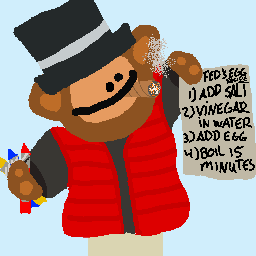 FED'S EGG
1) ADD SALT
2) VINEGAR
IN WATER
3) ADD EGG
4) BOIL 15
MINUTES